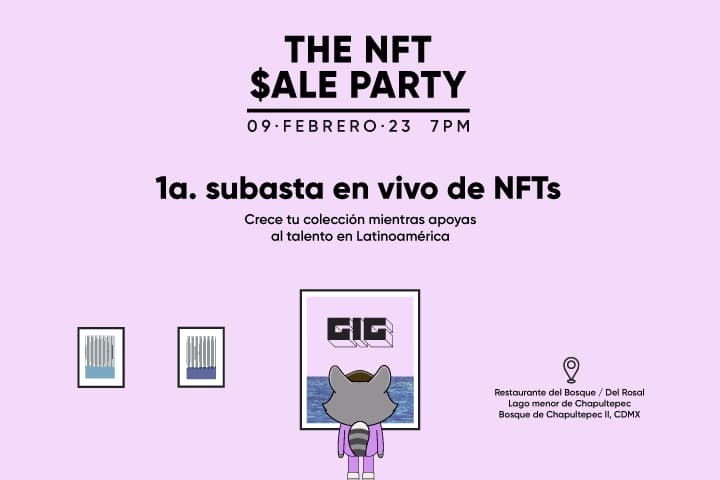 THE NFT
$ALE PARTY
09·FEBRERO·23 7PM
1a. subasta en vivo de NFTs
Crece tu colección mientras apoyas
al talento en Latinoamérica
GIG
Restaurante del Bosque / Del Rosal
Lago menor de Chapultepec
Bosque de Chapultepec II, CDMX